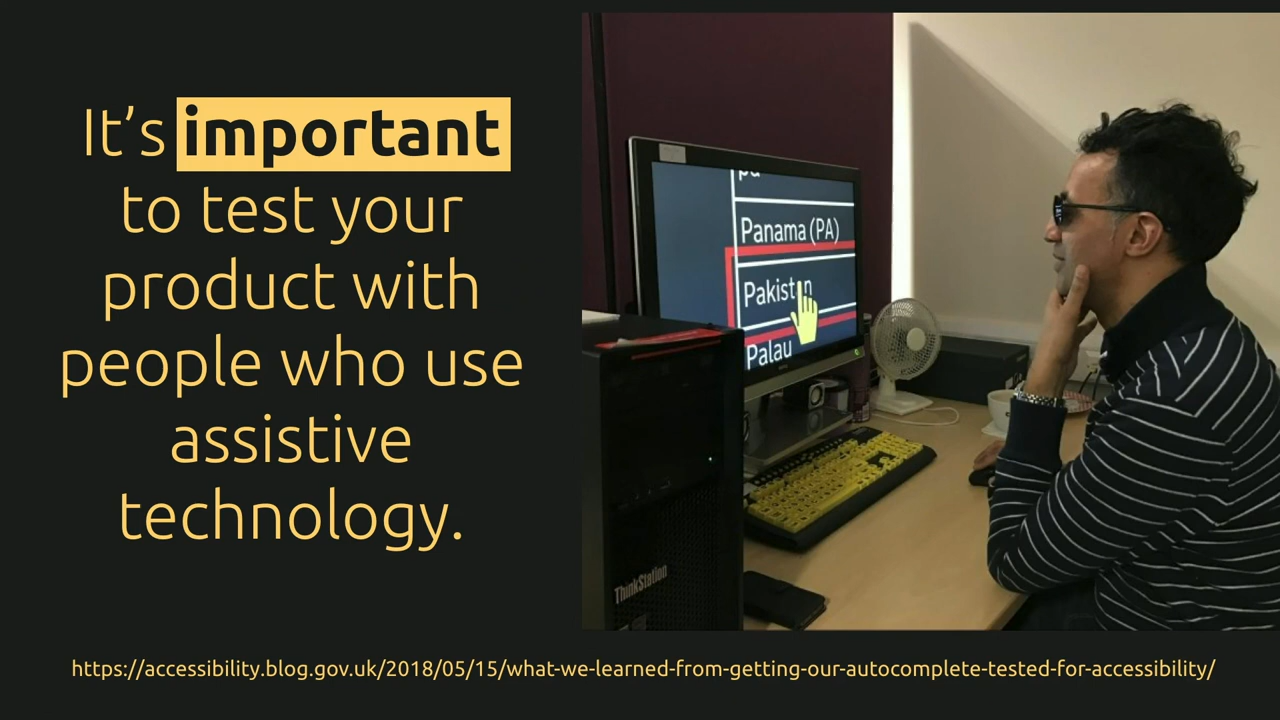 It’s important
to test your
product with
people who use
assistive
technology.
pa
Panama (PA)
Pakistan
Palau
ThinkStation
https://accessibility.blog.gov.uk/2018/05/15/what-we-learned-from-getting-our-autocomplete-tested-for-accessibility/